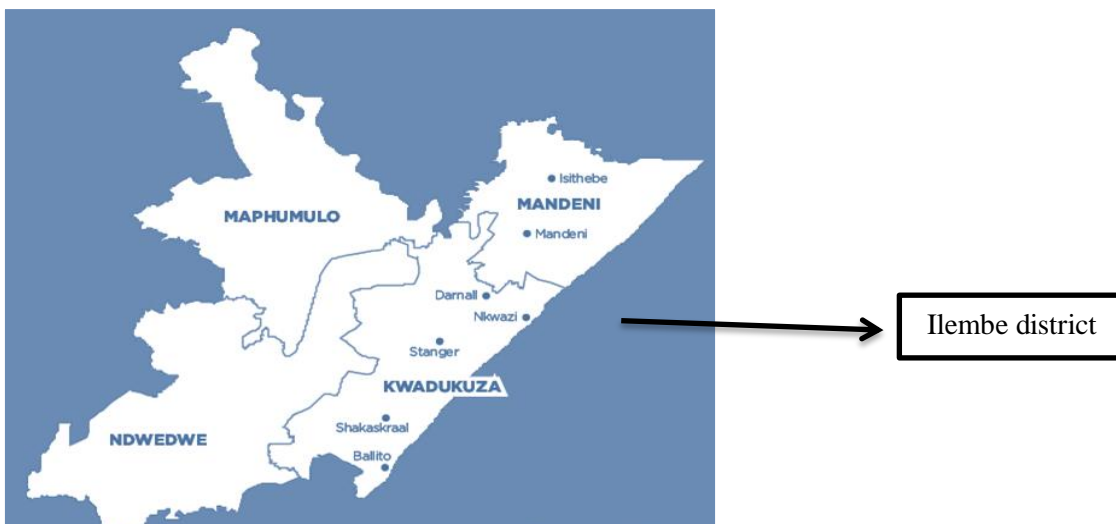 Isithebe
MANDENI
MAPHUMULO
Mandeni
Darnall
Nkwazi
Ilembe district
Stanger
KWADUKUZA
Shakaskraal
NDWEDWE
Ballito